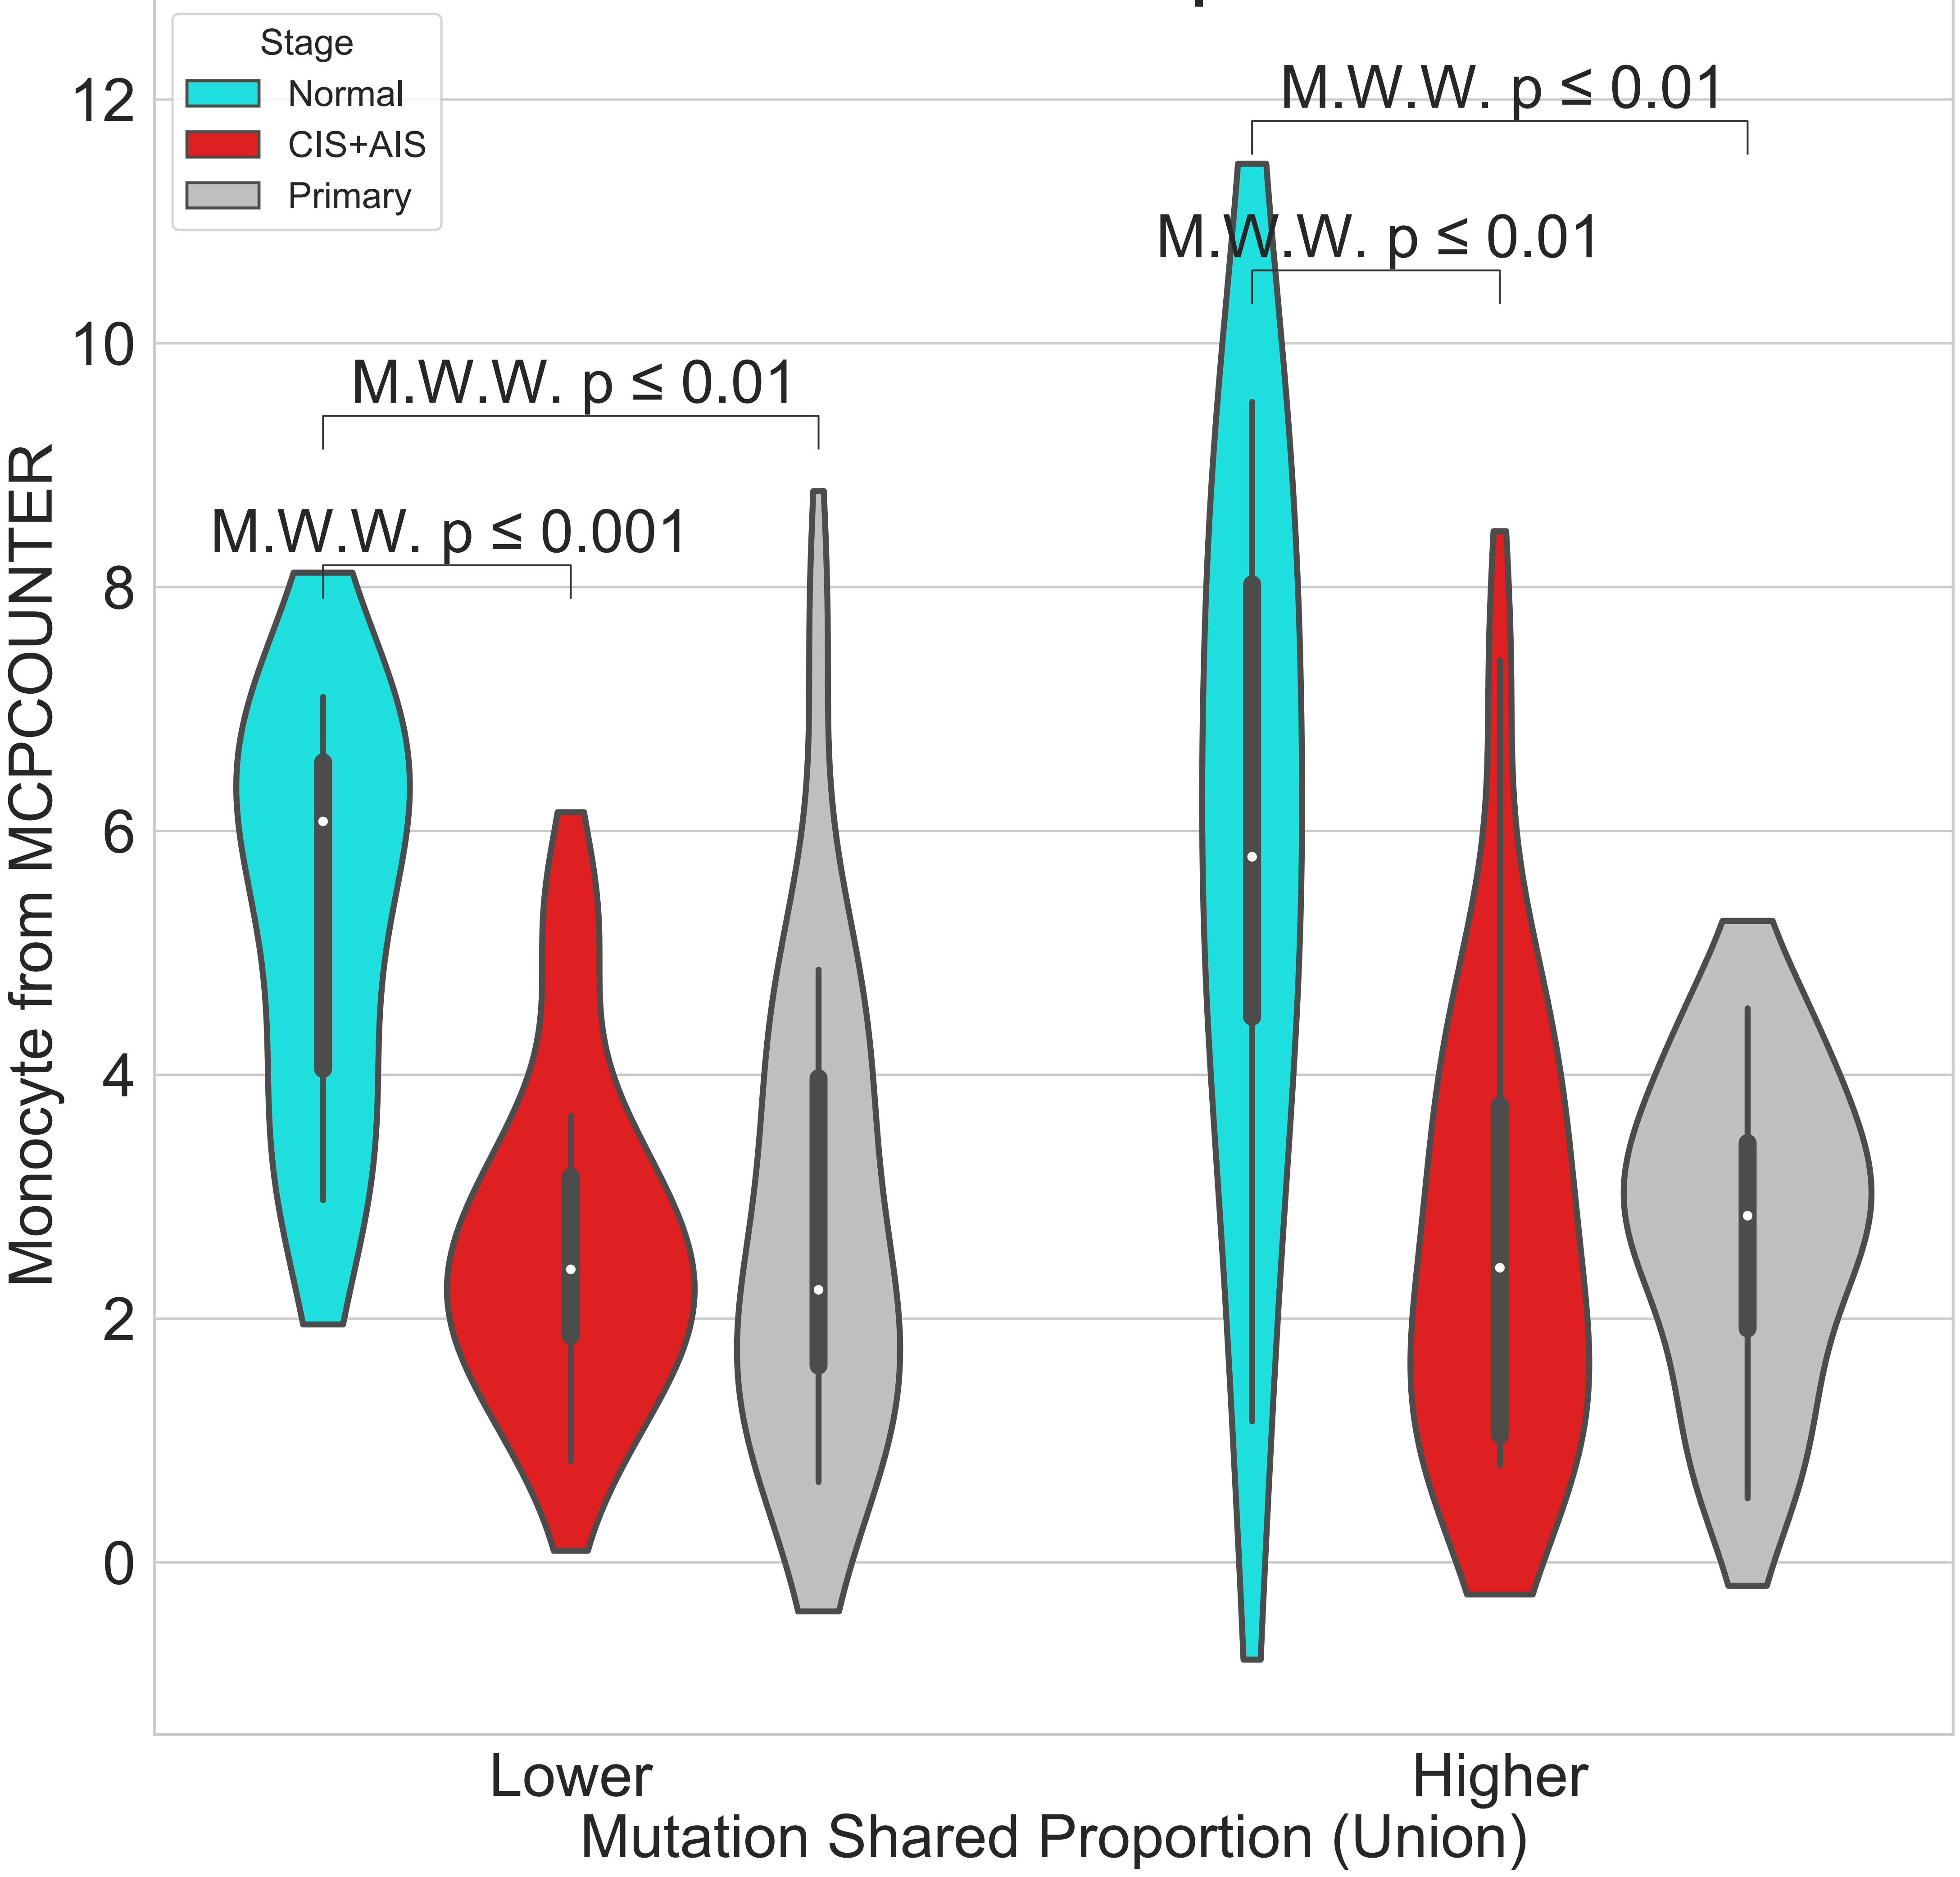 Stage
Normal
CIS+AIS
Primary
M.W.W. p ≤ 0.01
M.W.W. p ≤ 0.01
M.W.W. p ≤ 0.01
M.W.W. p ≤ 0.001
12
10
8
6
4
2
0
Monocyte from MCPCOUNTER
Lower
Higher
Mutation Shared Proportion (Union)